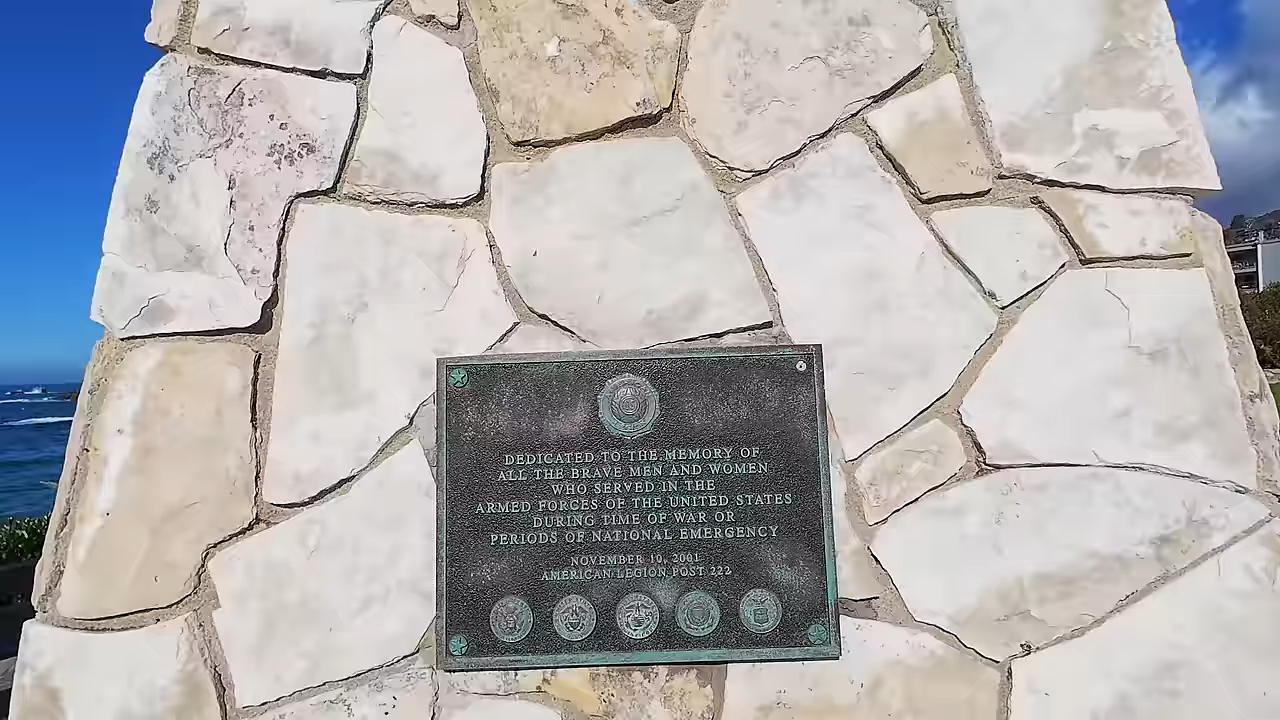 DEDICATED TO THE MEMORY OF
ALL THE BRAVE MEN AND WOMEN
WHO SERVED IN THE
ARMED FORCES OF THE UNITED STATES
DURING TIME OF WAR OR
PERIODS OF NATIONAL EMERGENCY
NOVEMBER 10, 2001
AMERICAN LEGION POST 222